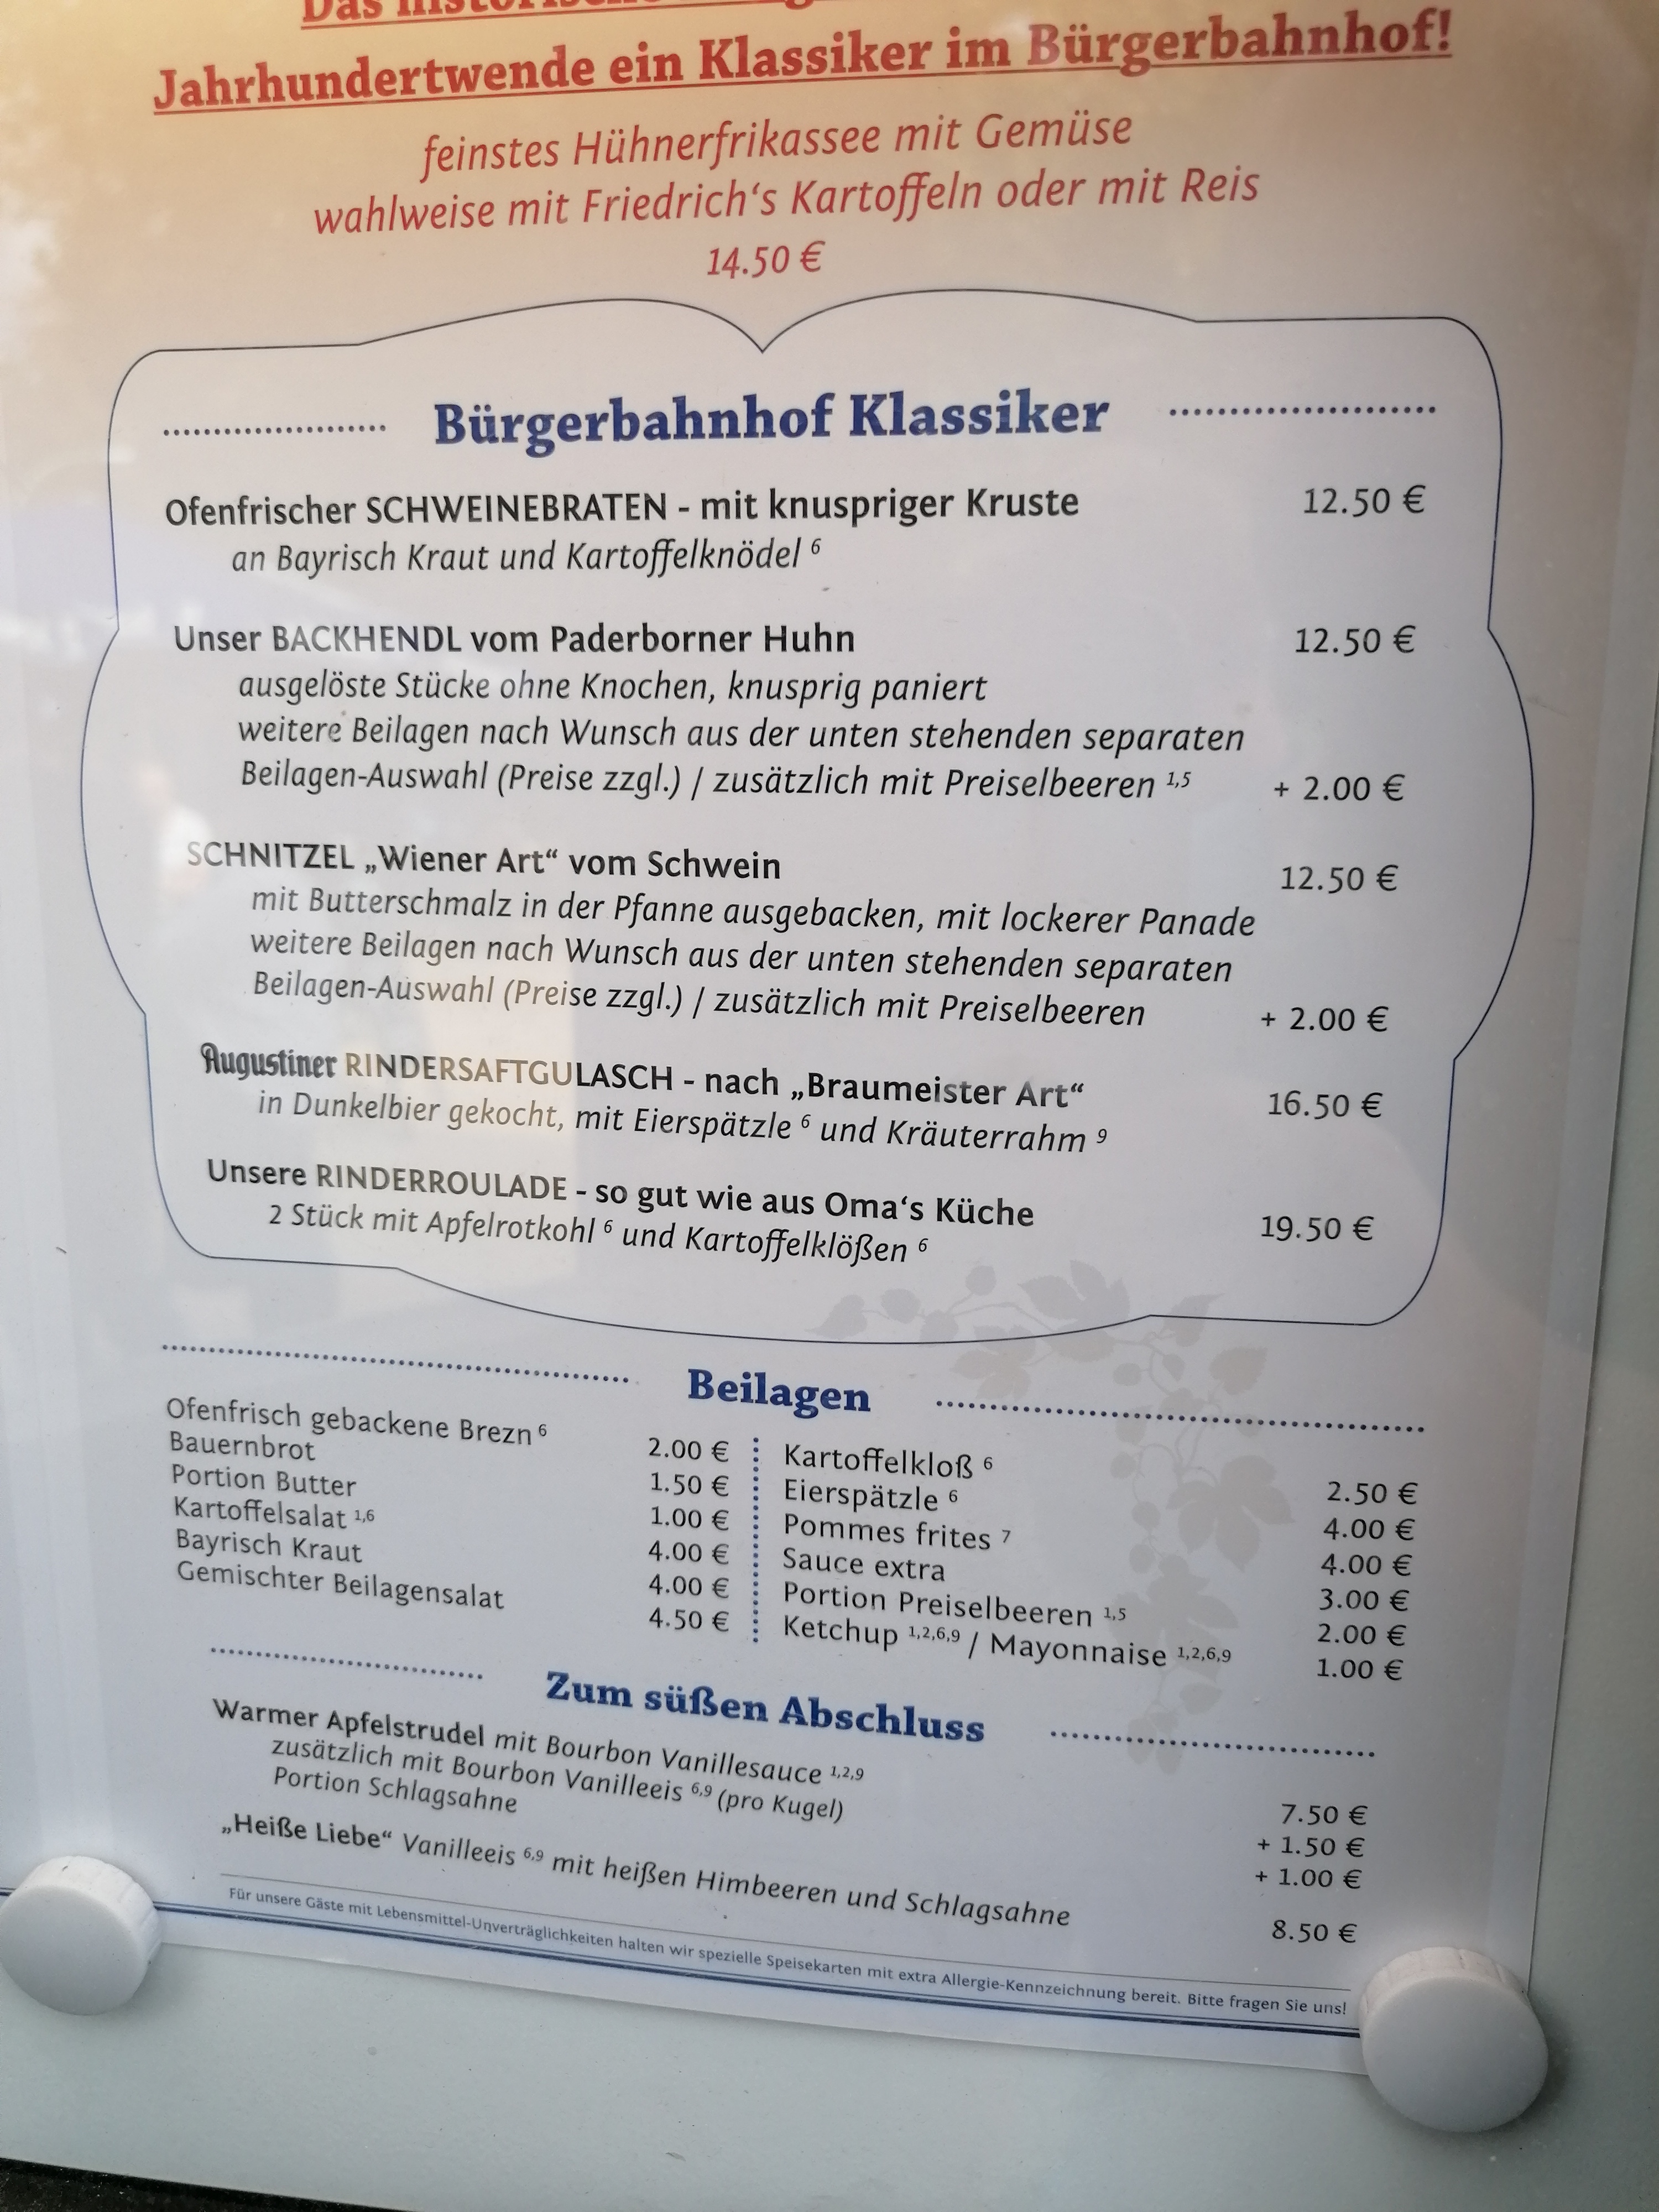 Das
Jahrhundertwende ein Klassiker im Bürgerbahnhof!
feinstes Hühnerfrikassee mit Gemüse
wahlweise mit Friedrich‘s Kartoffeln oder mit Reis
14.50 €
Bürgerbahnhof Klassiker
Ofenfrischer SCHWEINEBRATEN - mit knuspriger Kruste 12.50 €
an Bayrisch Kraut und Kartoffelknödel 6
Unser BACKHENDL vom Paderborner Huhn 12.50 €
ausgelöste Stücke ohne Knochen, knusprig paniert
weitere Beilagen nach Wunsch aus der unten stehenden separaten
Beilagen-Auswahl (Preise zzgl.) / zusätzlich mit Preiselbeeren 1,5 + 2.00 €
SCHNITZEL „Wiener Art“ vom Schwein 12.50 €
mit Butterschmalz in der Pfanne ausgebacken, mit lockerer Panade
weitere Beilagen nach Wunsch aus der unten stehenden separaten
Beilagen-Auswahl (Preise zzgl.) / zusätzlich mit Preiselbeeren + 2.00 €
Augustiner RINDERSAFTGULASCH - nach „Braumeister Art“ 16.50 €
in Dunkelbier gekocht, mit Eierspätzle 6 und Kräuterrahm 9
Unsere RINDERROULADE - so gut wie aus Oma‘s Küche 19.50 €
2 Stück mit Apfelrotkohl 6 und Kartoffelklößen 6
Beilagen
Ofenfrisch gebackene Brezn 6 2.00 €
Bauernbrot 1.50 €
Portion Butter 1.00 €
Kartoffelsalat 1,6 4.00 €
Bayrisch Kraut 4.00 €
Gemischter Beilagensalat 4.50 €
Kartoffelkloß 6 2.50 €
Eierspätzle 6 4.00 €
Pommes frites 7 4.00 €
Sauce extra 3.00 €
Portion Preiselbeeren 1,5 2.00 €
Ketchup 1,2,6,9 / Mayonnaise 1,2,6,9 1.00 €
Zum süßen Abschluss
Warmer Apfelstrudel mit Bourbon Vanillesauce 1,2,9 7.50 €
zusätzlich mit Bourbon Vanilleeis 6,9 (pro Kugel) + 1.50 €
Portion Schlagsahne + 1.00 €
„Heiße Liebe“ Vanilleeis 6,9 mit heißen Himbeeren und Schlagsahne 8.50 €
Für unsere Gäste mit Lebensmittel-Unverträglichkeiten halten wir spezielle Speisekarten mit extra Allergie-Kennzeichnung bereit. Bitte fragen Sie uns!